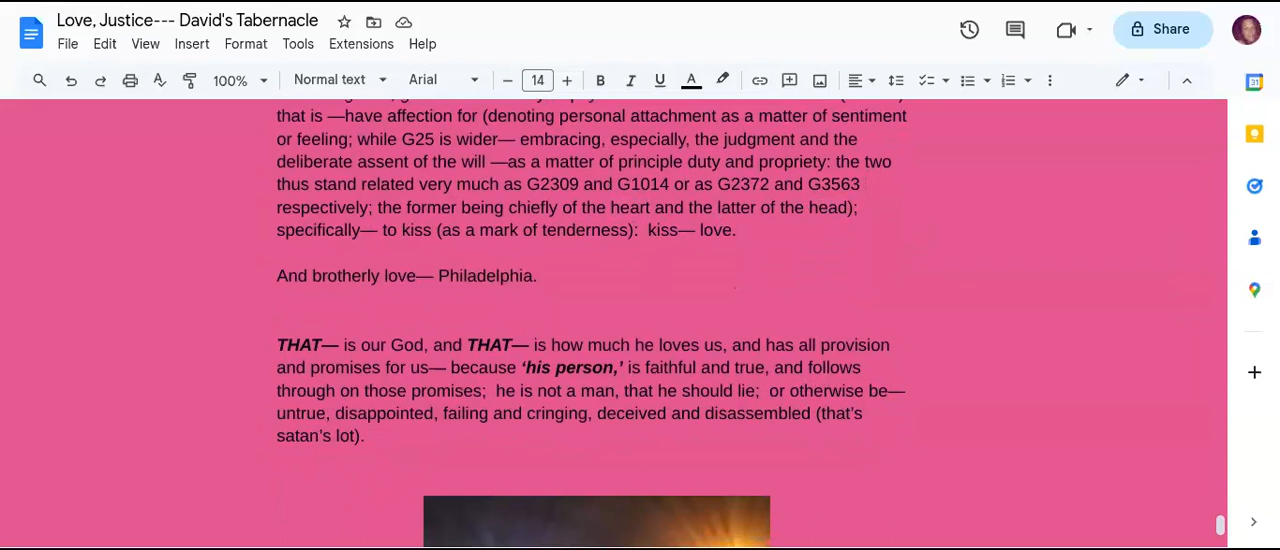 Love, Justice--- David's Tabernacle
File Edit View Insert Format Tools Extensions Help
Share
100% Normal text Arial 14 B I U A
31
that is —have affection for (denoting personal attachment as a matter of sentiment
or feeling; while G25 is wider— embracing, especially, the judgment and the
deliberate assent of the will —as a matter of principle duty and propriety: the two
thus stand related very much as G2309 and G1014 or as G2372 and G3563
respectively; the former being chiefly of the heart and the latter of the head);
specifically— to kiss (as a mark of tenderness):  kiss— love.
And brotherly love— Philadelphia.
THAT— is our God, and THAT— is how much he loves us, and has all provision
and promises for us— because ‘his person,’ is faithful and true, and follows
through on those promises;  he is not a man, that he should lie;  or otherwise be—
untrue, disappointed, failing and cringing, deceived and disassembled (that’s
satan’s lot).